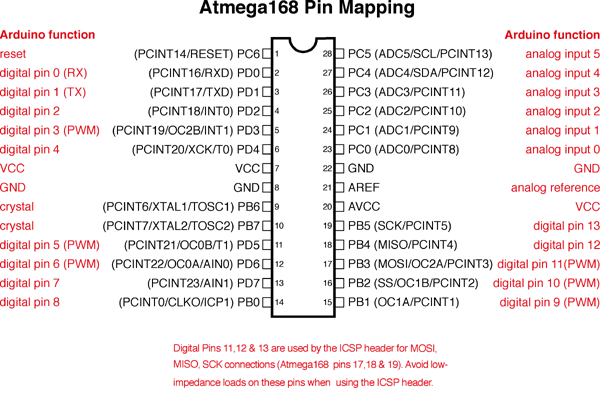 Atmega168 Pin Mapping
Arduino function Arduino function
reset (PCINT14/RESET) PC6 1 28 PC5 (ADC5/SCL/PCINT13) analog input 5
digital pin 0 (RX) (PCINT16/RXD) PD0 2 27 PC4 (ADC4/SDA/PCINT12) analog input 4
digital pin 1 (TX) (PCINT17/TXD) PD1 3 26 PC3 (ADC3/PCINT11) analog input 3
digital pin 2 (PCINT18/INT0) PD2 4 25 PC2 (ADC2/PCINT10) analog input 2
digital pin 3 (PWM) (PCINT19/OC2B/INT1) PD3 5 24 PC1 (ADC1/PCINT9) analog input 1
digital pin 4 (PCINT20/XCK/T0) PD4 6 23 PC0 (ADC0/PCINT8) analog input 0
VCC VCC 7 22 GND GND
GND GND 8 21 AREF analog reference
crystal (PCINT6/XTAL1/TOSC1) PB6 9 20 AVCC VCC
crystal (PCINT7/XTAL2/TOSC2) PB7 10 19 PB5 (SCK/PCINT5) digital pin 13
digital pin 5 (PWM) (PCINT21/OC0B/T1) PD5 11 18 PB4 (MISO/PCINT4) digital pin 12
digital pin 6 (PWM) (PCINT22/OC0A/AIN0) PD6 12 17 PB3 (MOSI/OC2A/PCINT3) digital pin 11(PWM)
digital pin 7 (PCINT23/AIN1) PD7 13 16 PB2 (SS/OC1B/PCINT2) digital pin 10 (PWM)
digital pin 8 (PCINT0/CLKO/ICP1) PB0 14 15 PB1 (OC1A/PCINT1) digital pin 9 (PWM)
Digital Pins 11,12 & 13 are used by the ICSP header for MOSI,
MISO, SCK connections (Atmega168 pins 17,18 & 19). Avoid low-
impedance loads on these pins when using the ICSP header.